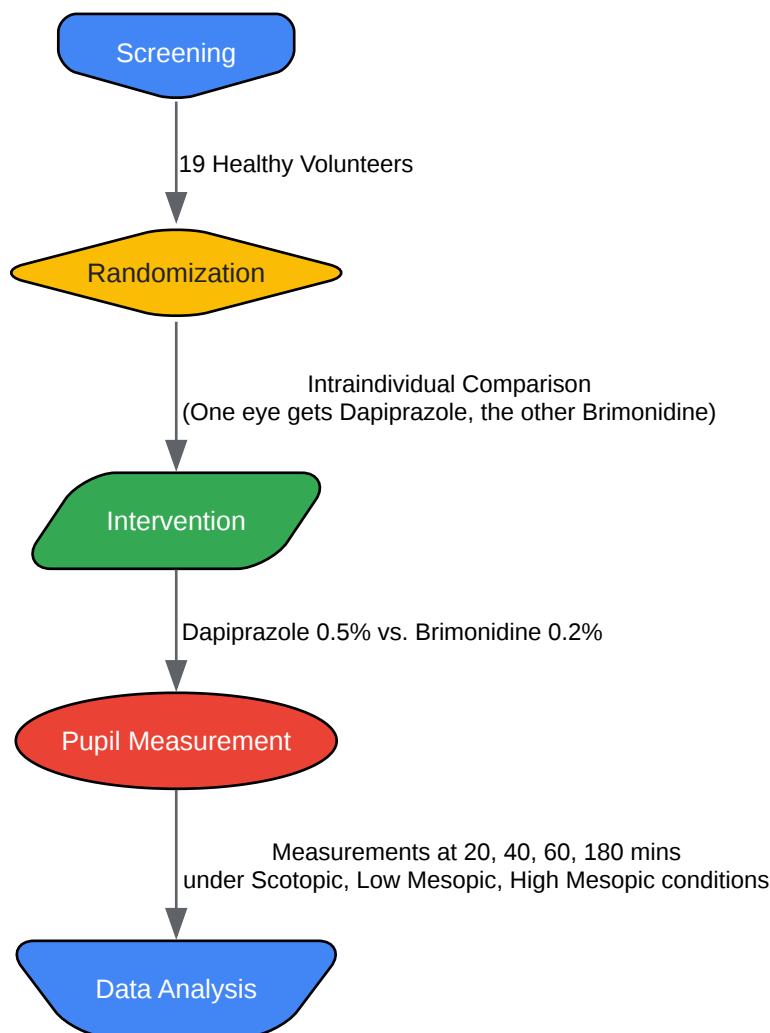 Screening
19 Healthy Volunteers
Randomization
Intraindividual Comparison
(One eye gets Dapiprazole, the other Brimonidine)
Intervention
Dapiprazole 0.5% vs. Brimonidine 0.2%
Pupil Measurement
Measurements at 20, 40, 60, 180 mins
under Scotopic, Low Mesopic, High Mesopic conditions
Data Analysis